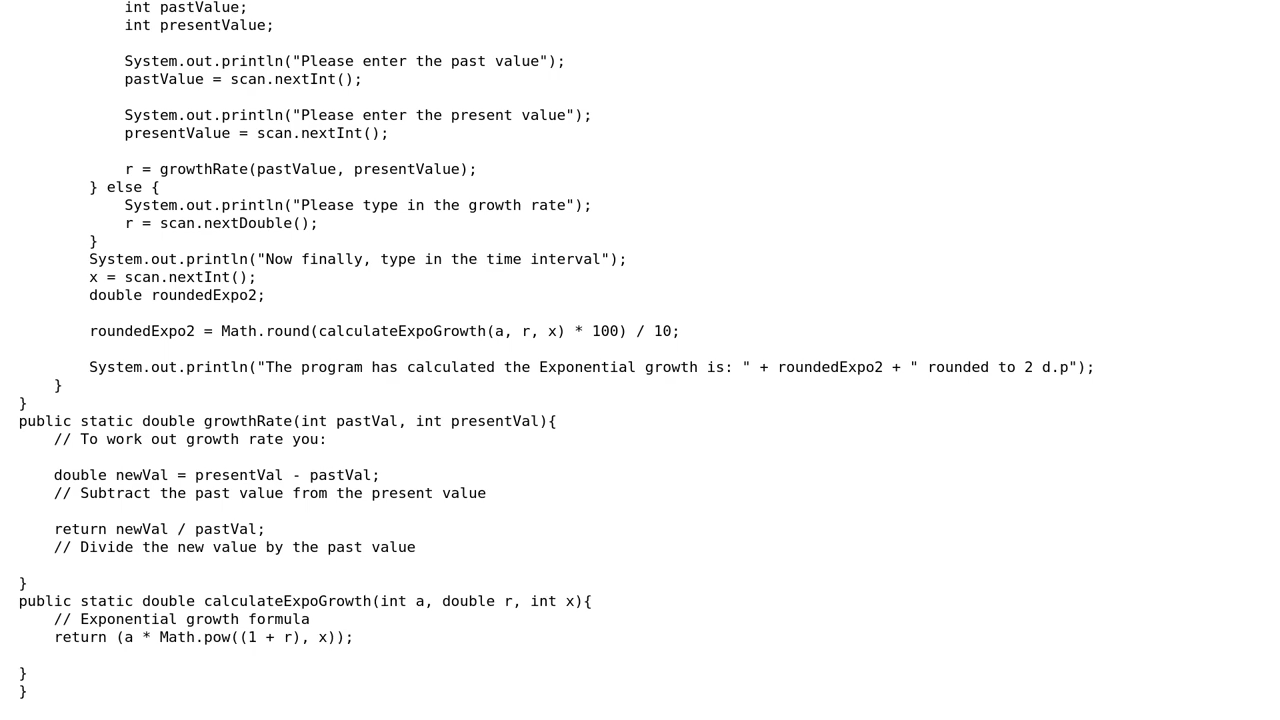 int pastValue;
int presentValue;
System.out.println("Please enter the past value");
pastValue = scan.nextInt();
System.out.println("Please enter the present value");
presentValue = scan.nextInt();
r = growthRate(pastValue, presentValue);
} else {
System.out.println("Please type in the growth rate");
r = scan.nextDouble();
}
System.out.println("Now finally, type in the time interval");
x = scan.nextInt();
double roundedExpo2;
roundedExpo2 = Math.round(calculateExpoGrowth(a, r, x) * 100) / 10;
System.out.println("The program has calculated the Exponential growth is: " + roundedExpo2 + " rounded to 2 d.p");
}
}
public static double growthRate(int pastVal, int presentVal){
// To work out growth rate you:
double newVal = presentVal - pastVal;
// Subtract the past value from the present value
return newVal / pastVal;
// Divide the new value by the past value
}
public static double calculateExpoGrowth(int a, double r, int x){
// Exponential growth formula
return (a * Math.pow((1 + r), x));
}
}